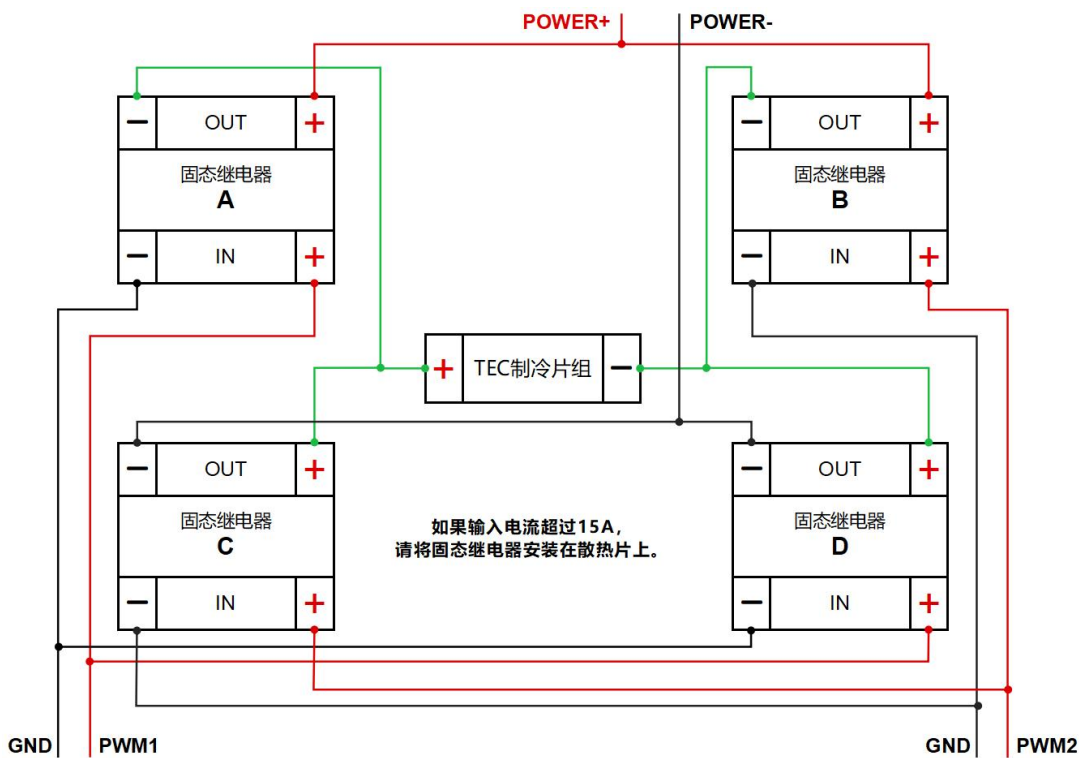 POWER+ POWER-
− OUT +
固态继电器
A
− IN +
− OUT +
固态继电器
B
− IN +
+ TEC制冷片组 −
− OUT +
固态继电器
C
− IN +
如果输入电流超过15A，
请将固态继电器安装在散热片上。
− OUT +
固态继电器
D
− IN +
GND PWM1
GND PWM2